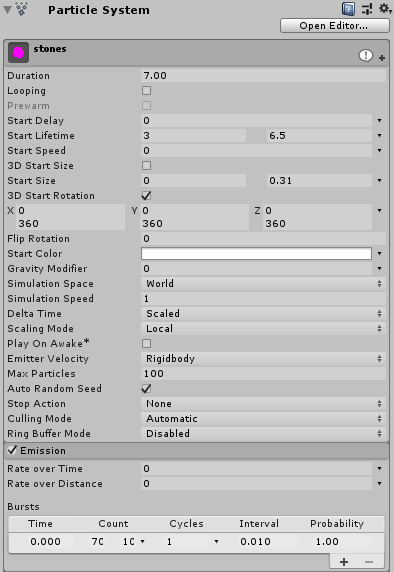 Particle System
Open Editor...
stones
Duration 7.00
Looping
Prewarm
Start Delay 0
Start Lifetime 3 6.5
Start Speed 0
3D Start Size
Start Size 0 0.31
3D Start Rotation
X 0 Y 0 Z 0
360 360 360
Flip Rotation 0
Start Color
Gravity Modifier 0
Simulation Space World
Simulation Speed 1
Delta Time Scaled
Scaling Mode Local
Play On Awake*
Emitter Velocity Rigidbody
Max Particles 100
Auto Random Seed
Stop Action None
Culling Mode Automatic
Ring Buffer Mode Disabled
Emission
Rate over Time 0
Rate over Distance 0
Bursts
Time Count Cycles Interval Probability
0.000 70 10 1 0.010 1.00